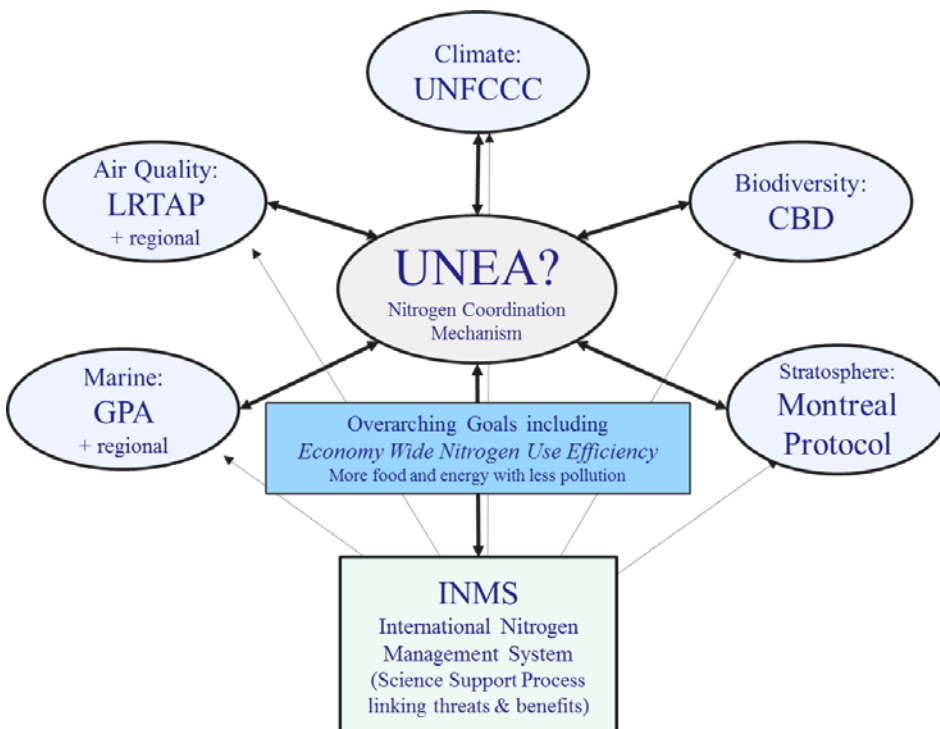 Climate:
UNFCCC
Air Quality:
LRTAP
+ regional
Biodiversity:
CBD
UNEA?
Nitrogen Coordination
Mechanism
Marine:
GPA
+ regional
Stratosphere:
Montreal
Protocol
Overarching Goals including
Economy Wide Nitrogen Use Efficiency
More food and energy with less pollution
INMS
International Nitrogen
Management System
(Science Support Process
linking threats & benefits)